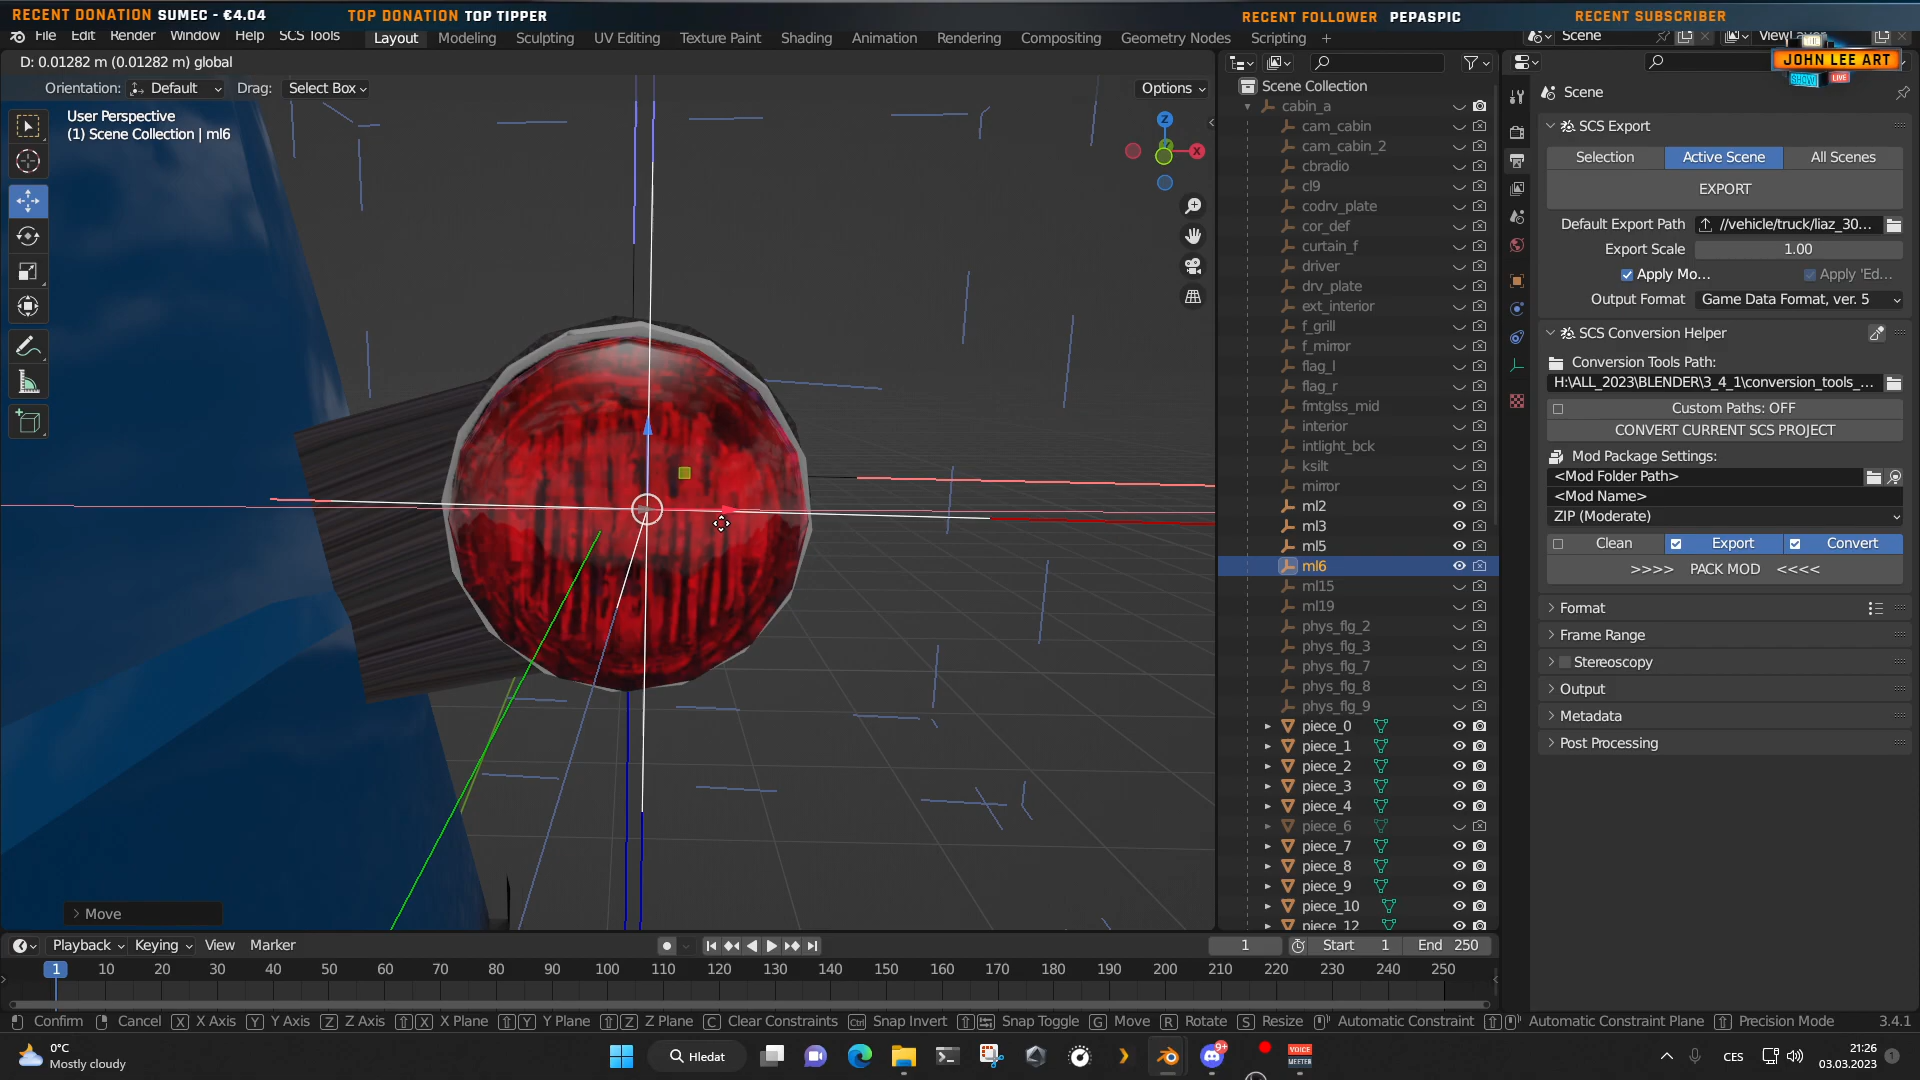 RECENT DONATION SUMEC - €4.04
TOP DONATION TOP TIPPER
RECENT FOLLOWER PEPASPIC
RECENT SUBSCRIBER
File Edit Render Window Help SCS Tools
Layout Modeling Sculpting UV Editing Texture Paint Shading Animation Rendering Compositing Geometry Nodes Scripting +
Scene
ViewLayer
JOHN LEE ART
LIVE
D: 0.01282 m (0.01282 m) global
Orientation: Default Drag: Select Box
Options
User Perspective
(1) Scene Collection | ml6
Z
X
Move
Scene Collection
cabin_a
cam_cabin
cam_cabin_2
cbradio
cl9
codrv_plate
cor_def
curtain_f
driver
drv_plate
ext_interior
f_grill
f_mirror
flag_l
flag_r
frntglss_mid
interior
intlight_bck
ksilt
mirror
ml2
ml3
ml5
ml6
ml15
ml19
phys_flg_2
phys_flg_3
phys_flg_7
phys_flg_8
phys_flg_9
piece_0
piece_1
piece_2
piece_3
piece_4
piece_6
piece_7
piece_8
piece_9
piece_10
piece_12
Scene
SCS Export
Selection Active Scene All Scenes
EXPORT
Default Export Path //vehicle/truck/liaz_30...
Export Scale 1.00
Apply Mo... Apply 'Ed...
Output Format Game Data Format, ver. 5
SCS Conversion Helper
Conversion Tools Path:
H:\ALL_2023\BLENDER\3_4_1\conversion_tools_...
Custom Paths: OFF
CONVERT CURRENT SCS PROJECT
Mod Package Settings:
<Mod Folder Path>
<Mod Name>
ZIP (Moderate)
Clean Export Convert
>>>> PACK MOD <<<<
Format
Frame Range
Stereoscopy
Output
Metadata
Post Processing
Playback Keying View Marker
1 Start 1 End 250
1 10 20 30 40 50 60 70 80 90 100 110 120 130 140 150 160 170 180 190 200 210 220 230 240 250
Confirm Cancel X X Axis Y Y Axis Z Z Axis X X Plane Y Y Plane Z Z Plane C Clear Constraints Ctrl Snap Invert Snap Toggle G Move R Rotate S Resize Automatic Constraint Automatic Constraint Plane Precision Mode 3.4.1
0°C
Mostly cloudy
Hledat
9+
VOICE
MEETER
CES
21:26
03.03.2023
1